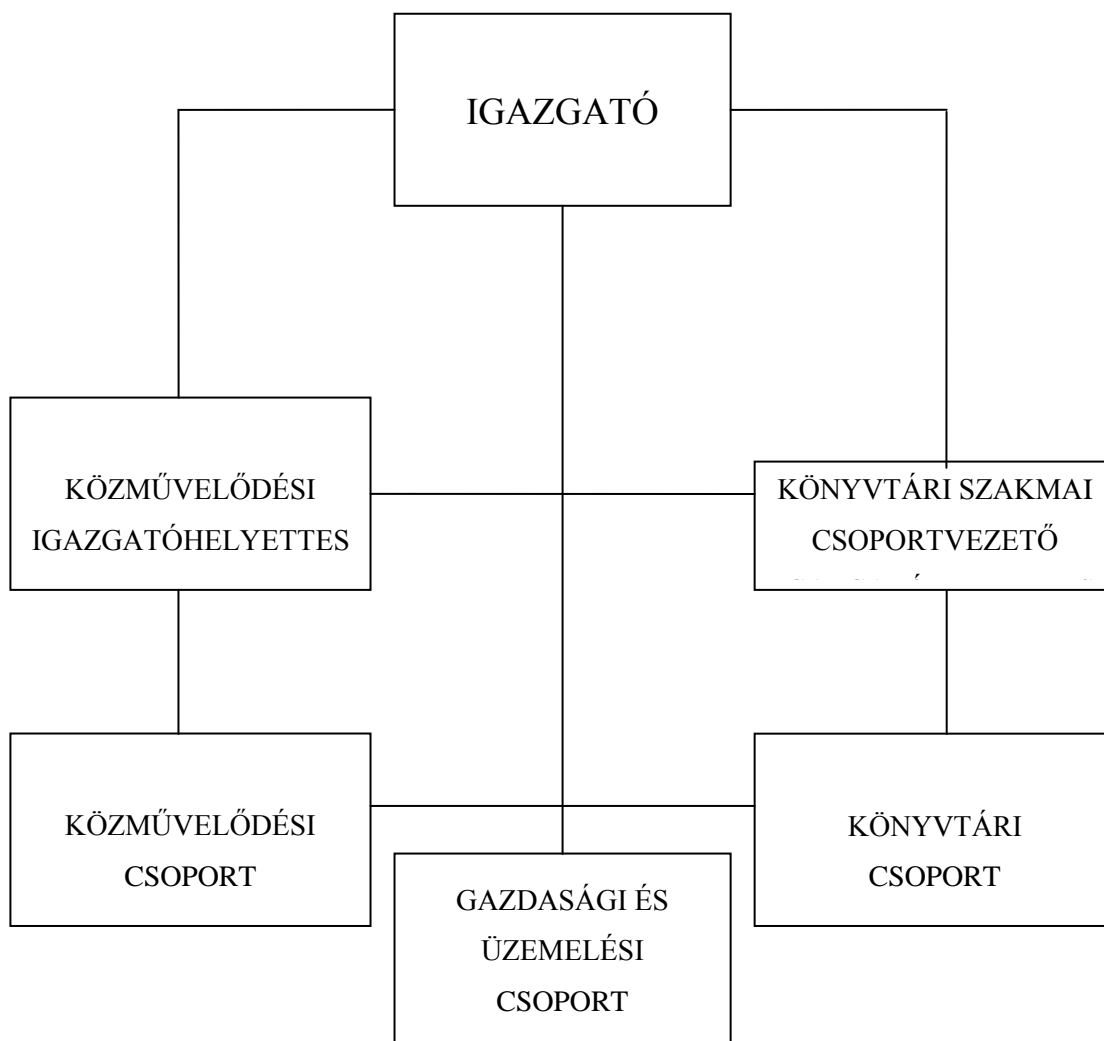 IGAZGATÓ
KÖZMŰVELŐDÉSI
IGAZGATÓHELYETTES
KÖNYVTÁRI SZAKMAI
CSOPORTVEZETŐ
KÖZMŰVELŐDÉSI
CSOPORT
KÖNYVTÁRI
CSOPORT
GAZDASÁGI ÉS
ÜZEMELÉSI
CSOPORT